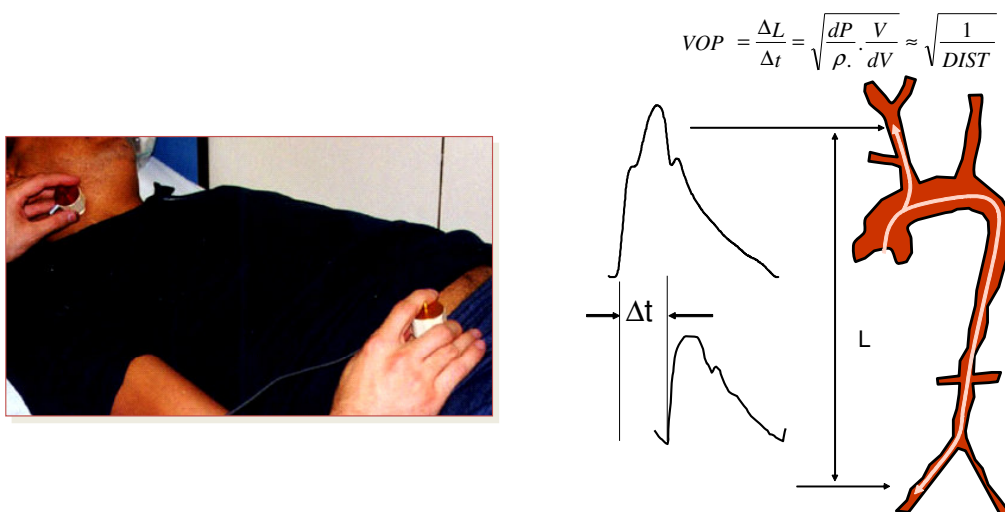 VOP = ΔL/Δt = √(dP/ρ. . V/dV) ≈ √(1/DIST)
Δt
L